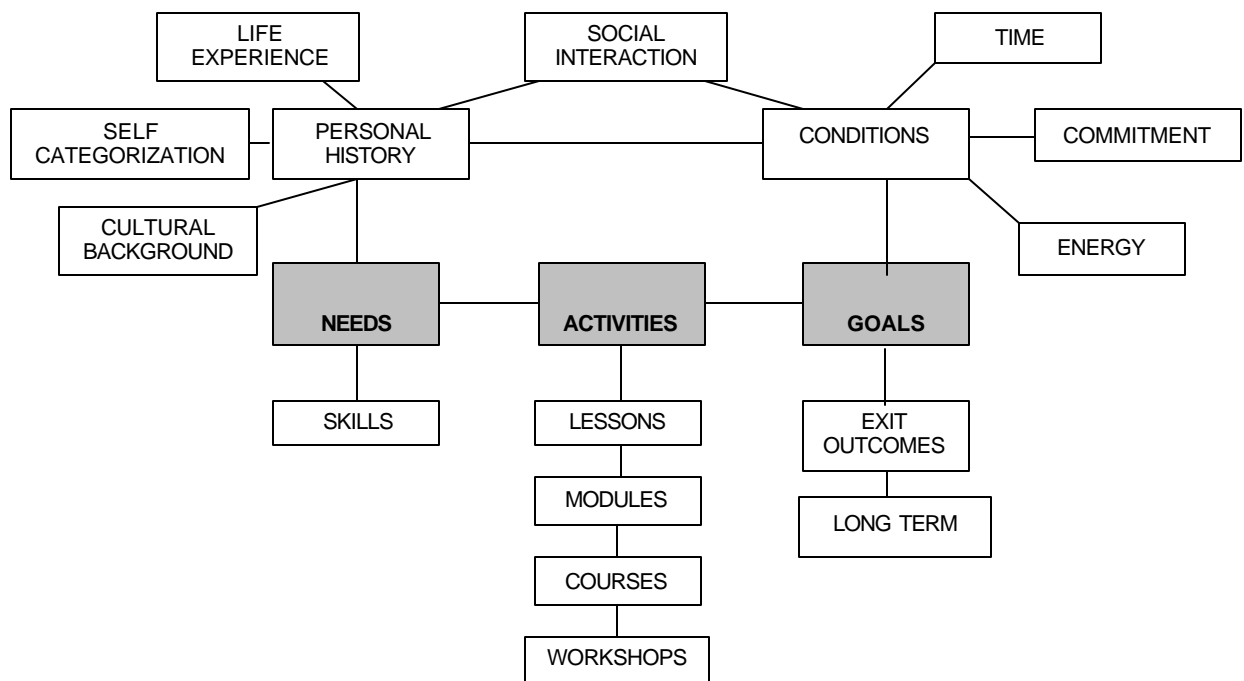 LIFE
EXPERIENCE
SOCIAL
INTERACTION
TIME
SELF
CATEGORIZATION
PERSONAL
HISTORY
CONDITIONS
COMMITMENT
CULTURAL
BACKGROUND
ENERGY
NEEDS
ACTIVITIES
GOALS
SKILLS
LESSONS
EXIT
OUTCOMES
MODULES
LONG TERM
COURSES
WORKSHOPS